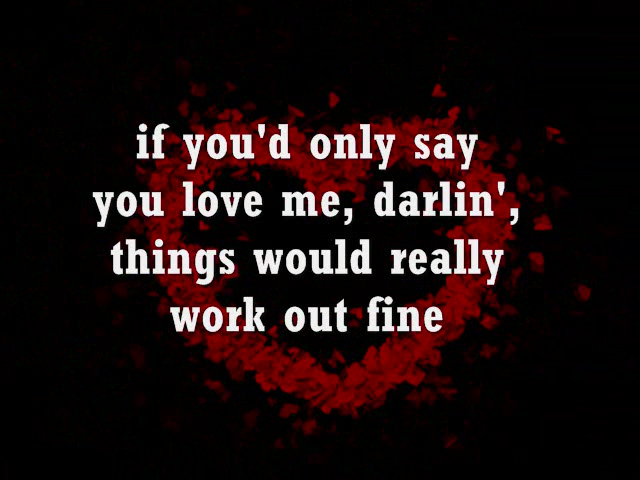 if you'd only say
you love me, darlin',
things would really
work out fine